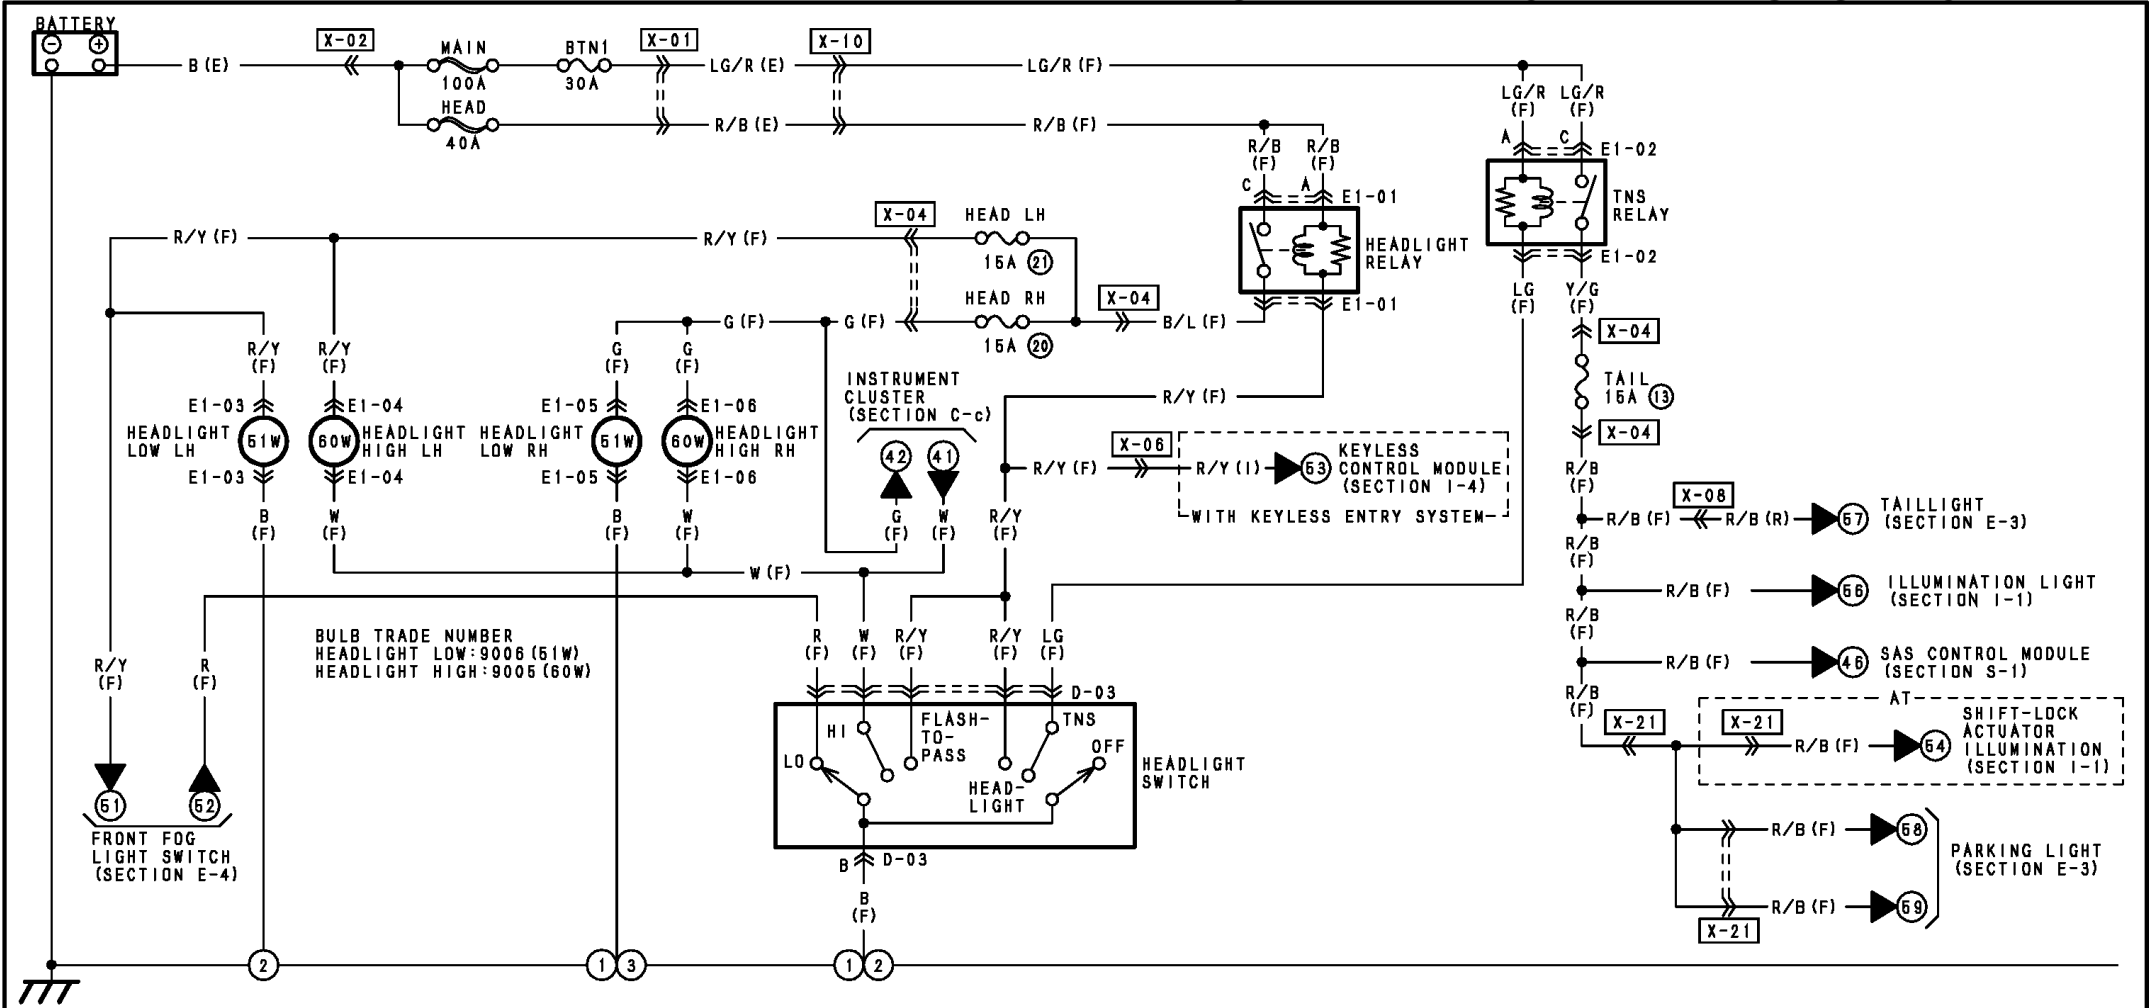 BATTERY
X-02
MAIN
100A
BTN1
30A
X-01
X-10
B(E)
LG/R(E)
LG/R(F)
HEAD
40A
R/B(E)
R/B(F)
LG/R
(F)
LG/R
(F)
A
C
E1-02
R/B
(F)
R/B
(F)
C
A
E1-01
TNS
RELAY
HEADLIGHT
RELAY
E1-01
E1-02
LG
(F)
Y/G
(F)
X-04
X-04
HEAD LH
R/Y(F)
R/Y(F)
15A
21
HEAD RH
G(F)
G(F)
15A
20
X-04
B/L(F)
TAIL
15A
13
X-04
R/Y
(F)
R/Y
(F)
G
(F)
G
(F)
E1-03
E1-04
E1-05
E1-06
HEADLIGHT
LOW LH
51W
60W
HEADLIGHT
HIGH LH
HEADLIGHT
LOW RH
51W
60W
HEADLIGHT
HIGH RH
E1-03
E1-04
E1-05
E1-06
B
(F)
W
(F)
B
(F)
W
(F)
INSTRUMENT
CLUSTER
(SECTION C-c)
42
41
G
(F)
W
(F)
R/Y(F)
R/Y(F)
X-06
R/Y(I)
53
KEYLESS
CONTROL MODULE
(SECTION I-4)
WITH KEYLESS ENTRY SYSTEM
R/Y
(F)
W(F)
R/B
(F)
R/B(F)
X-08
R/B(R)
57
TAILLIGHT
(SECTION E-3)
R/B
(F)
R/B(F)
56
ILLUMINATION LIGHT
(SECTION I-1)
R/B
(F)
R/B(F)
46
SAS CONTROL MODULE
(SECTION S-1)
R/B
(F)
X-21
AT
X-21
R/B(F)
54
SHIFT-LOCK
ACTUATOR
ILLUMINATION
(SECTION I-1)
R/B(F)
58
R/B(F)
59
X-21
PARKING LIGHT
(SECTION E-3)
BULB TRADE NUMBER
HEADLIGHT LOW:9006(51W)
HEADLIGHT HIGH:9005(60W)
R/Y
(F)
R
(F)
51
52
FRONT FOG
LIGHT SWITCH
(SECTION E-4)
R
(F)
W
(F)
R/Y
(F)
R/Y
(F)
LG
(F)
D-03
LO
HI
FLASH-
TO-
PASS
HEAD-
LIGHT
TNS
OFF
HEADLIGHT
SWITCH
B
D-03
B
(F)
2
1
3
1
2